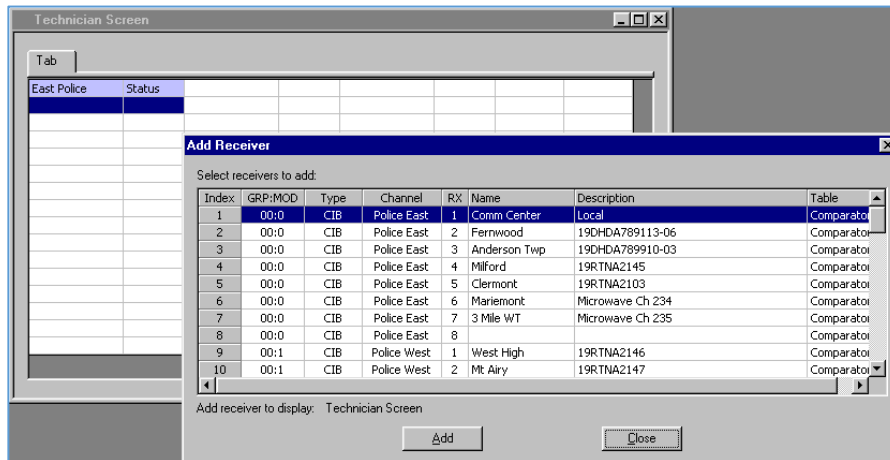 Technician Screen
Tab
East Police Status
Add Receiver
Select receivers to add:
Index GRP:MOD Type Channel RX Name Description Table
1 00:0 CIB Police East 1 Comm Center Local Comparator
2 00:0 CIB Police East 2 Fernwood 19DHDA789113-06 Comparator
3 00:0 CIB Police East 3 Anderson Twp 19DHDA789910-03 Comparator
4 00:0 CIB Police East 4 Milford 19RTNA2145 Comparator
5 00:0 CIB Police East 5 Clermont 19RTNA2103 Comparator
6 00:0 CIB Police East 6 Mariemont Microwave Ch 234 Comparator
7 00:0 CIB Police East 7 3 Mile WT Microwave Ch 235 Comparator
8 00:0 CIB Police East 8 Comparator
9 00:1 CIB Police West 1 West High 19RTNA2146 Comparator
10 00:1 CIB Police West 2 Mt Airy 19RTNA2147 Comparator
Add receiver to display: Technician Screen
Add Close